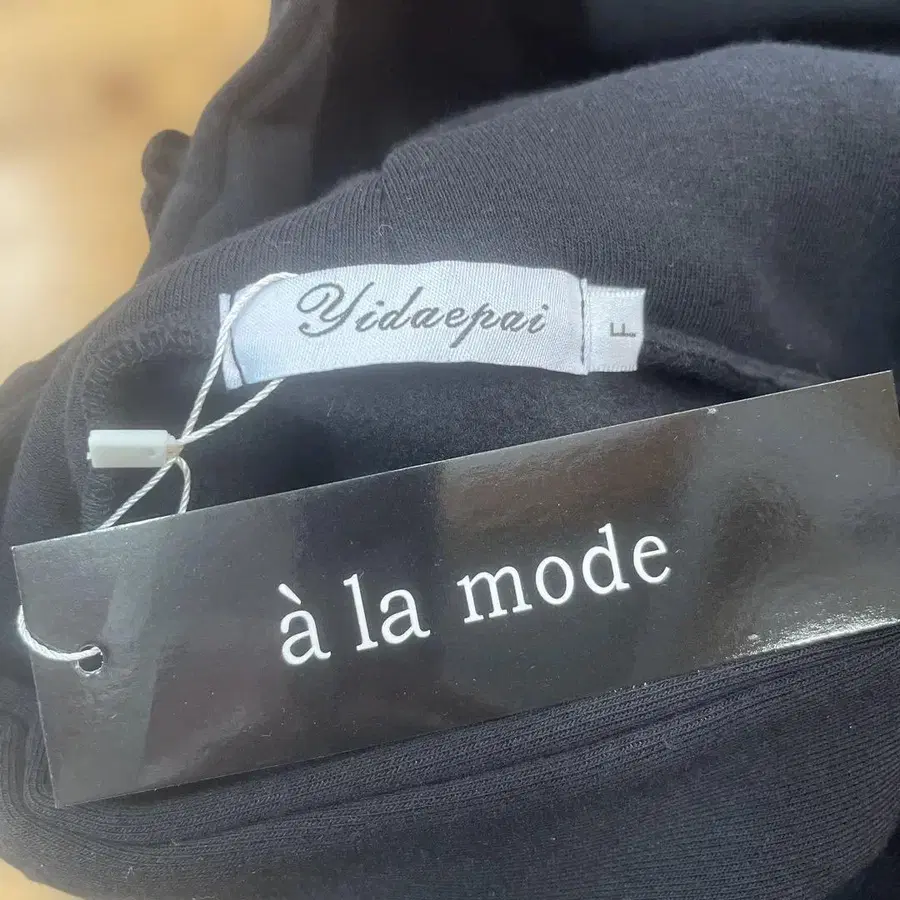 Yidaepai
F
à la mode